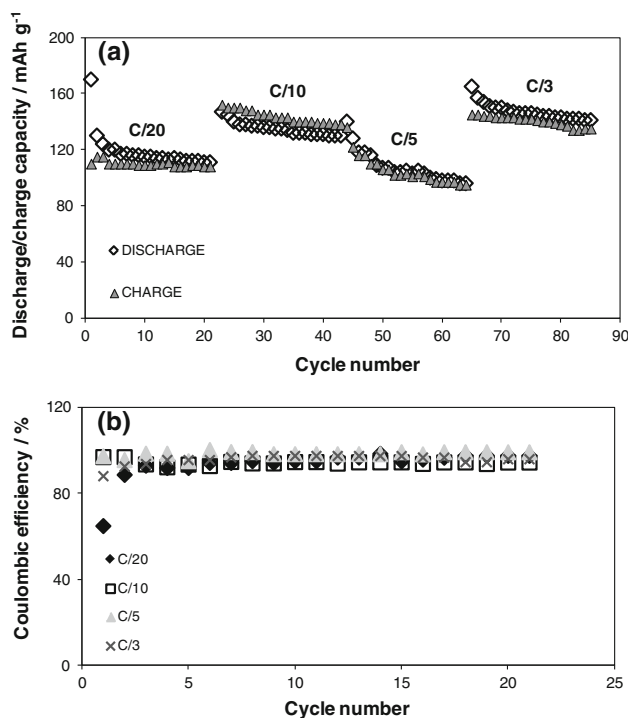 (a)
Discharge/charge capacity / mAh g⁻¹
200
160
120
80
40
0
C/20
C/10
C/5
C/3
DISCHARGE
CHARGE
0 10 20 30 40 50 60 70 80 90
Cycle number
(b)
Coulombic efficiency / %
120
80
40
0
C/20
C/10
C/5
C/3
0 5 10 15 20 25
Cycle number